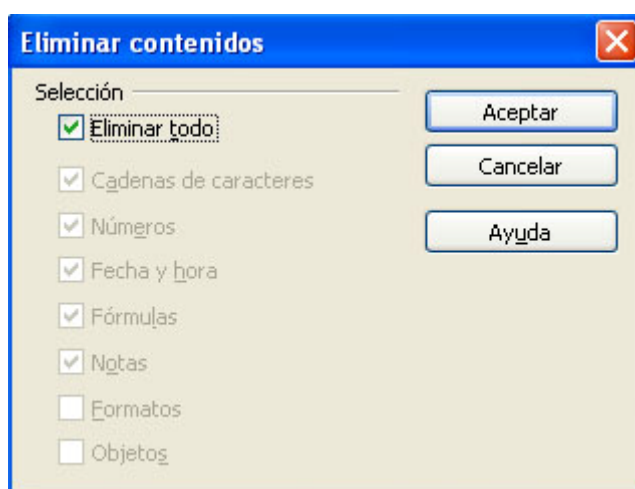 Eliminar contenidos
Selección
Eliminar todo
Cadenas de caracteres
Números
Fecha y hora
Fórmulas
Notas
Formatos
Objetos
Aceptar
Cancelar
Ayuda